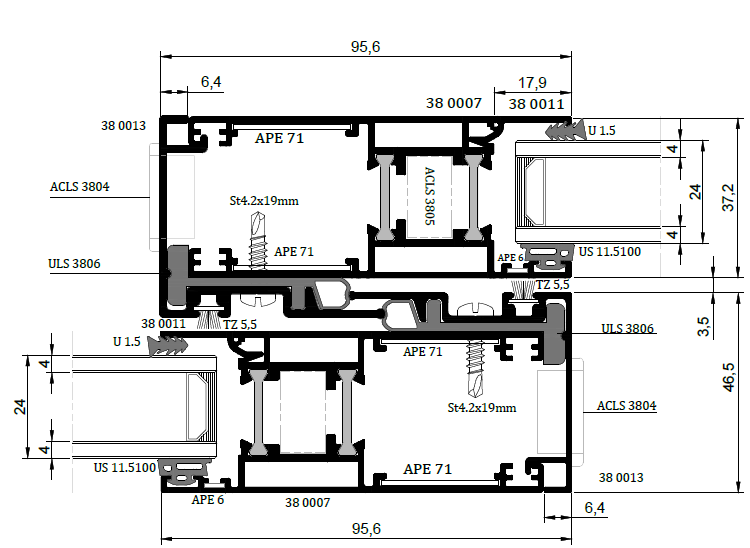 95,6
6,4
17,9
38 0007
38 0011
38 0013
APE 71
U 1.5
4
ACLS 3804
ACLS 3805
24
37,2
St4.2x19mm
4
APE 71
APE 6
US 11.5100
ULS 3806
TZ 5,5
38 0011
TZ 5,5
3,5
ULS 3806
U 1.5
APE 71
4
46,5
24
St4.2x19mm
ACLS 3804
4
US 11.5100
APE 71
38 0013
APE 6
38 0007
6,4
95,6